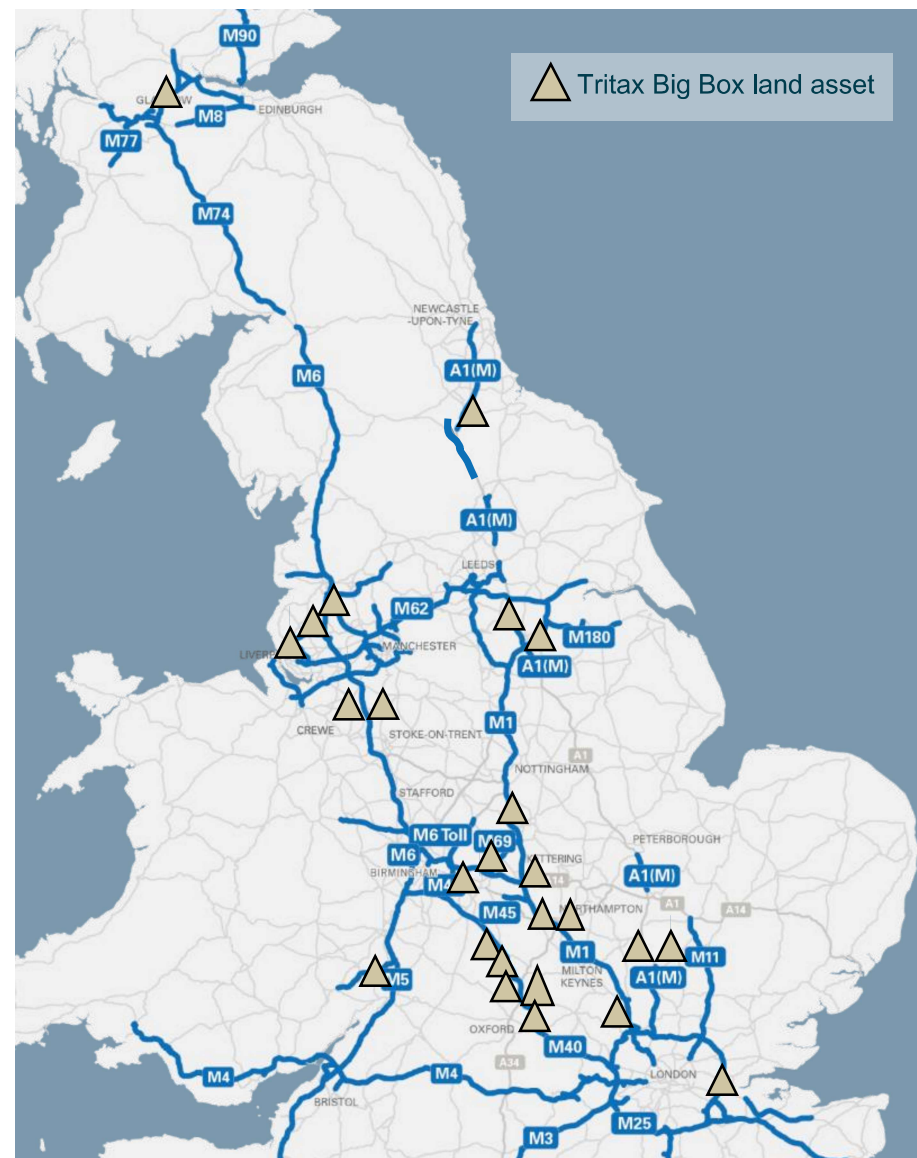 M90
Tritax Big Box land asset
EDINBURGH
M8
M77
M74
NEWCASTLE
-UPON-TYNE
A1(M)
M6
A1(M)
LEEDS
M62
M180
MANCHESTER
A1(M)
CREWE
M1
STOKE-ON-TRENT
A1
NOTTINGHAM
STAFFORD
M6 Toll
PETERBOROUGH
M6
BIRMINGHAM
A1(M)
A1
A14
M45
M1
M11
MILTON
KEYNES
A1(M)
M5
OXFORD
M40
A34
M4
M4
LONDON
BRISTOL
M25
M3